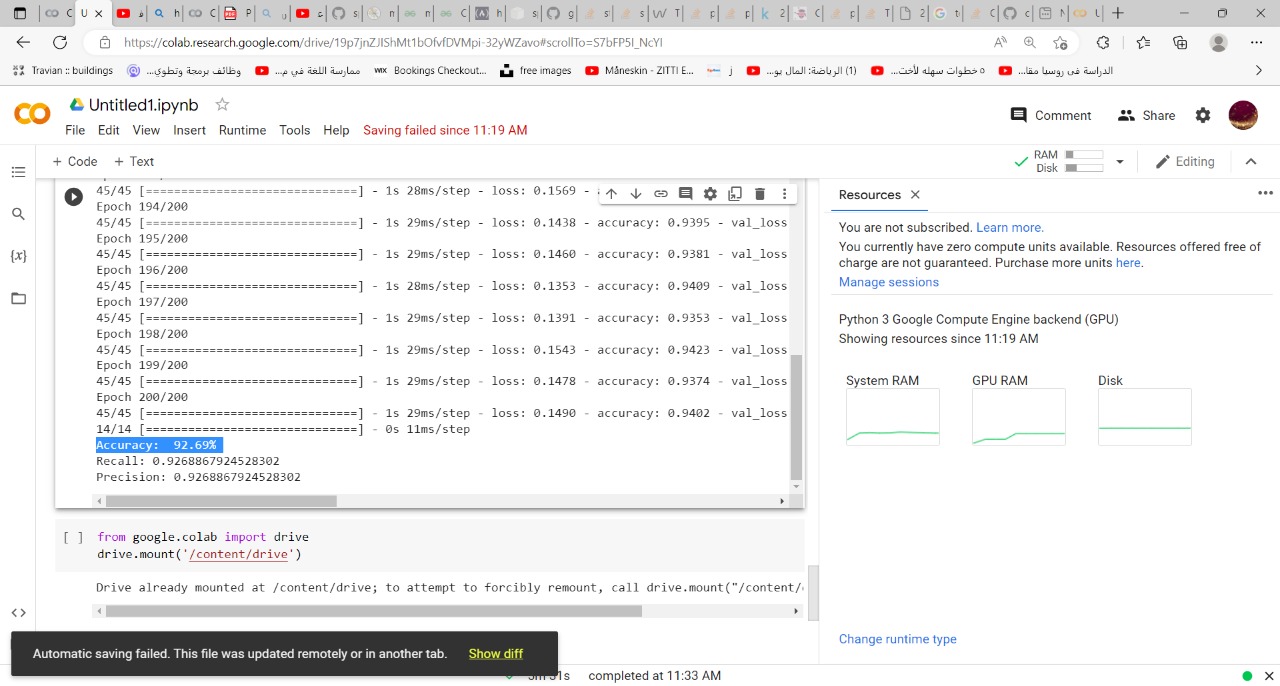 https://colab.research.google.com/drive/19p7jnZJIShMt1bOfvfDVMpi-32yWZavo#scrollTo=S7bFP5I_NcYI
Travian :: buildings
وظائف برمجة وتطوي...
ممارسة اللغة في م...
WIX Bookings Checkout...
free images
Måneskin - ZITTI E...
j
(1) الرياضة: المال يو...
٥ خطوات سهله لأخت...
الدراسة في روسيا مقا...
Untitled1.ipynb
Comment
Share
File Edit View Insert Runtime Tools Help Saving failed since 11:19 AM
+ Code + Text
RAM
Disk
Editing
45/45 [==============================] - 1s 28ms/step - loss: 0.1569 -
Epoch 194/200
45/45 [==============================] - 1s 29ms/step - loss: 0.1438 - accuracy: 0.9395 - val_loss
Epoch 195/200
45/45 [==============================] - 1s 29ms/step - loss: 0.1460 - accuracy: 0.9381 - val_loss
Epoch 196/200
45/45 [==============================] - 1s 28ms/step - loss: 0.1353 - accuracy: 0.9409 - val_loss
Epoch 197/200
45/45 [==============================] - 1s 29ms/step - loss: 0.1391 - accuracy: 0.9353 - val_loss
Epoch 198/200
45/45 [==============================] - 1s 29ms/step - loss: 0.1543 - accuracy: 0.9423 - val_loss
Epoch 199/200
45/45 [==============================] - 1s 29ms/step - loss: 0.1478 - accuracy: 0.9374 - val_loss
Epoch 200/200
45/45 [==============================] - 1s 29ms/step - loss: 0.1490 - accuracy: 0.9402 - val_loss
14/14 [==============================] - 0s 11ms/step
Accuracy:  92.69%
Recall: 0.9268867924528302
Precision: 0.9268867924528302
[ ] from google.colab import drive
drive.mount('/content/drive')
Drive already mounted at /content/drive; to attempt to forcibly remount, call drive.mount("/content/
Resources
You are not subscribed. Learn more.
You currently have zero compute units available. Resources offered free of
charge are not guaranteed. Purchase more units here.
Manage sessions
Python 3 Google Compute Engine backend (GPU)
Showing resources since 11:19 AM
System RAM
GPU RAM
Disk
Change runtime type
Automatic saving failed. This file was updated remotely or in another tab. Show diff
completed at 11:33 AM